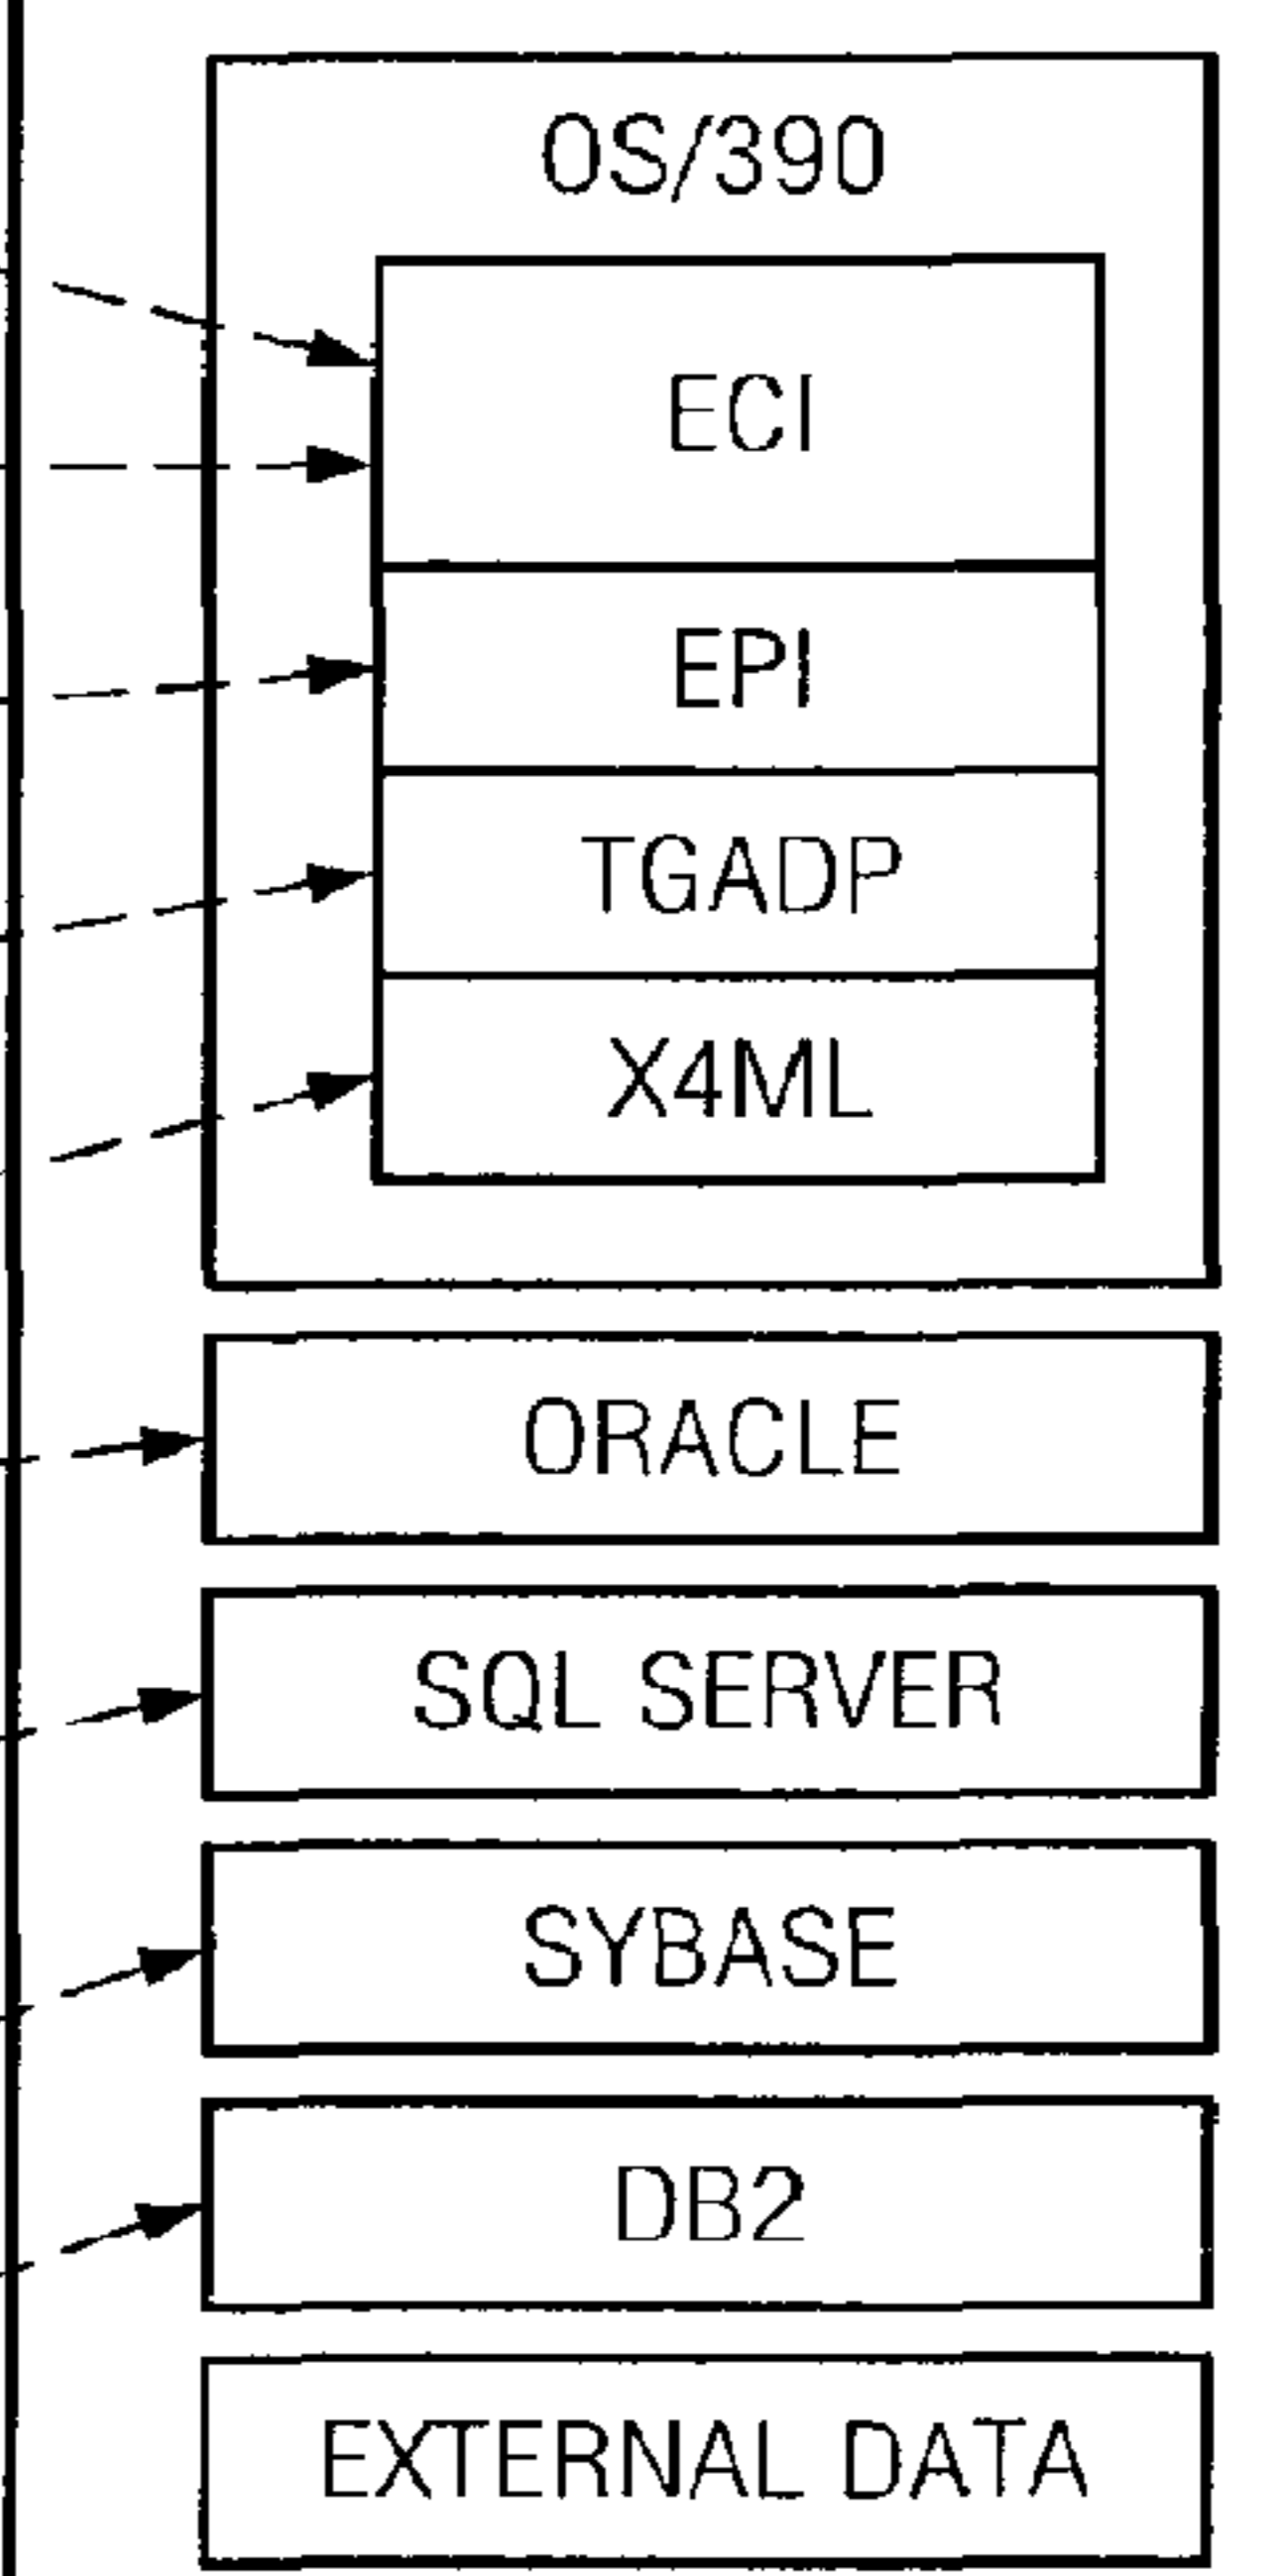 OS/390
ECI
EPI
TGADP
X4ML
ORACLE
SQL SERVER
SYBASE
DB2
EXTERNAL DATA